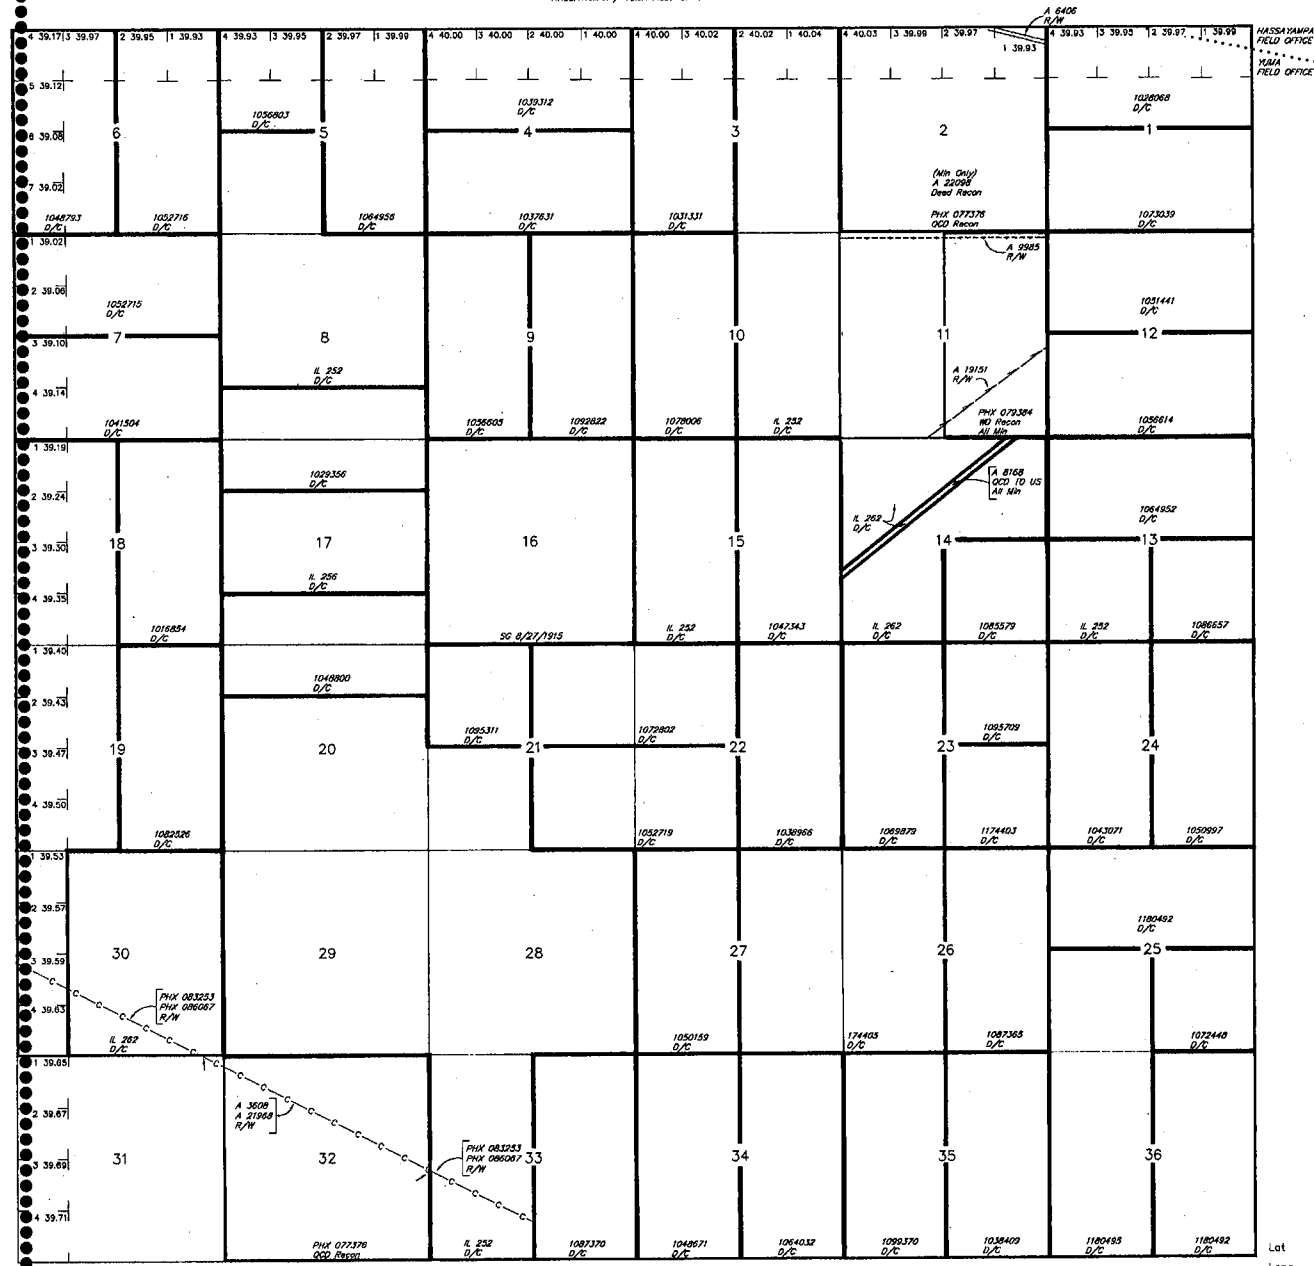 A 6406
R/W
HASSAYAMPA
FIELD OFFICE
YUMA
FIELD OFFICE
4 39.17 3 39.97 2 39.95 1 39.93 4 39.93 3 39.95 2 39.97 1 39.99 4 40.00 3 40.00 2 40.00 1 40.00 4 40.00 3 40.02 2 40.02 1 40.04 4 40.03 3 39.99 2 39.97 1 39.93 4 39.93 3 39.95 2 39.97 1 39.99
5 39.12
6 39.08
7 39.02
6
1048793
D/C
1052716
D/C
1056803
D/C
5
1064956
D/C
1039312
D/C
4
1037631
D/C
3
1031331
D/C
2
(Min Only)
A 22098
Deed Recon
PHX 077376
QCD Recon
1028068
D/C
1
1073039
D/C
1 39.02
2 39.06
3 39.10
4 39.14
1052715
D/C
7
1041504
D/C
8
IL 252
D/C
9
1056605
D/C
1092822
D/C
10
1078006
D/C
IL 252
D/C
A 9985
R/W
11
A 19151
R/W
PHX 079384
WD Recon
All Min
1051441
D/C
12
1056614
D/C
1 39.19
2 39.24
3 39.30
4 39.35
18
1016854
D/C
1029356
D/C
17
IL 256
D/C
16
SG 8/27/1915
15
IL 252
D/C
1047343
D/C
A 8168
QCD TO US
All Min
IL 262
D/C
14
IL 262
D/C
1085579
D/C
1064952
D/C
13
IL 252
D/C
1086657
D/C
1 39.40
2 39.43
3 39.47
4 39.50
19
1082526
D/C
1048800
D/C
20
1095311
D/C
21
1072802
D/C
22
1052719
D/C
1038966
D/C
1095709
D/C
23
1069879
D/C
1174403
D/C
24
1043071
D/C
1050997
D/C
1 39.53
2 39.57
3 39.59
4 39.63
30
PHX 083253
PHX 086067
R/W
IL 262
D/C
29
28
27
1050159
D/C
26
174405
D/C
1087365
D/C
1180492
D/C
25
1072448
D/C
1 39.65
2 39.67
3 39.69
4 39.71
31
A 3608
A 21968
R/W
32
PHX 077376
QCD Recon
PHX 083253
PHX 086067
R/W
33
IL 252
D/C
1087370
D/C
34
1048671
D/C
1064032
D/C
35
1099370
D/C
1038409
D/C
36
1180495
D/C
1180492
D/C
Lat